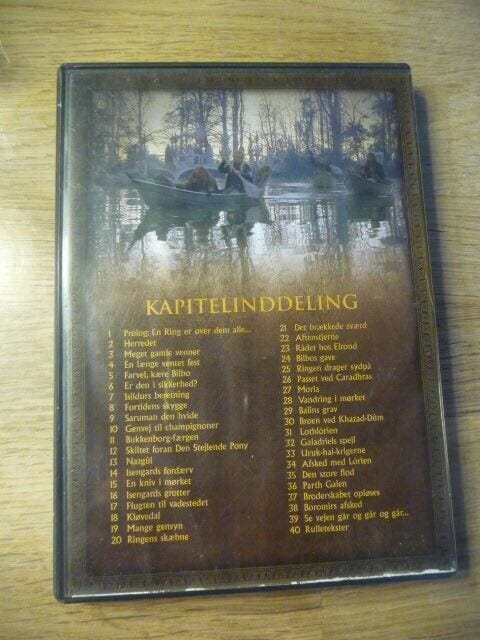 KAPITELINDDELING
1 Prolog: En Ring er over dem alle...
2 Herredet
3 Meget gamle venner
4 En længe ventet fest
5 Farvel, kære Bilbo
6 Er den i sikkerhed?
7 Isildurs beretning
8 Fortidens skygge
9 Saruman den hvide
10 Genvej til champignoner
11 Bukkenborg-færgen
12 Skiltet foran Den Stejlende Pony
13 Nazgûl
14 Isengards fordærv
15 En kniv i mørket
16 Isengards grotter
17 Flugten til vadestedet
18 Kløvedal
19 Mange gensyn
20 Ringens skæbne
21 Det brækkede sværd
22 Aftenstjerne
23 Rådet hos Elrond
24 Bilbos gave
25 Ringen drager sydpå
26 Passet ved Caradhras
27 Moria
28 Vandring i mørket
29 Balins grav
30 Broen ved Khazad-Dûm
31 Lothlórien
32 Galadriels spejl
33 Uruk-hai-krigerne
34 Afsked med Lórien
35 Den store flod
36 Parth Galen
37 Broderskabet opløses
38 Boromirs afsked
39 Se vejen går og går og går...
40 Rulletekster